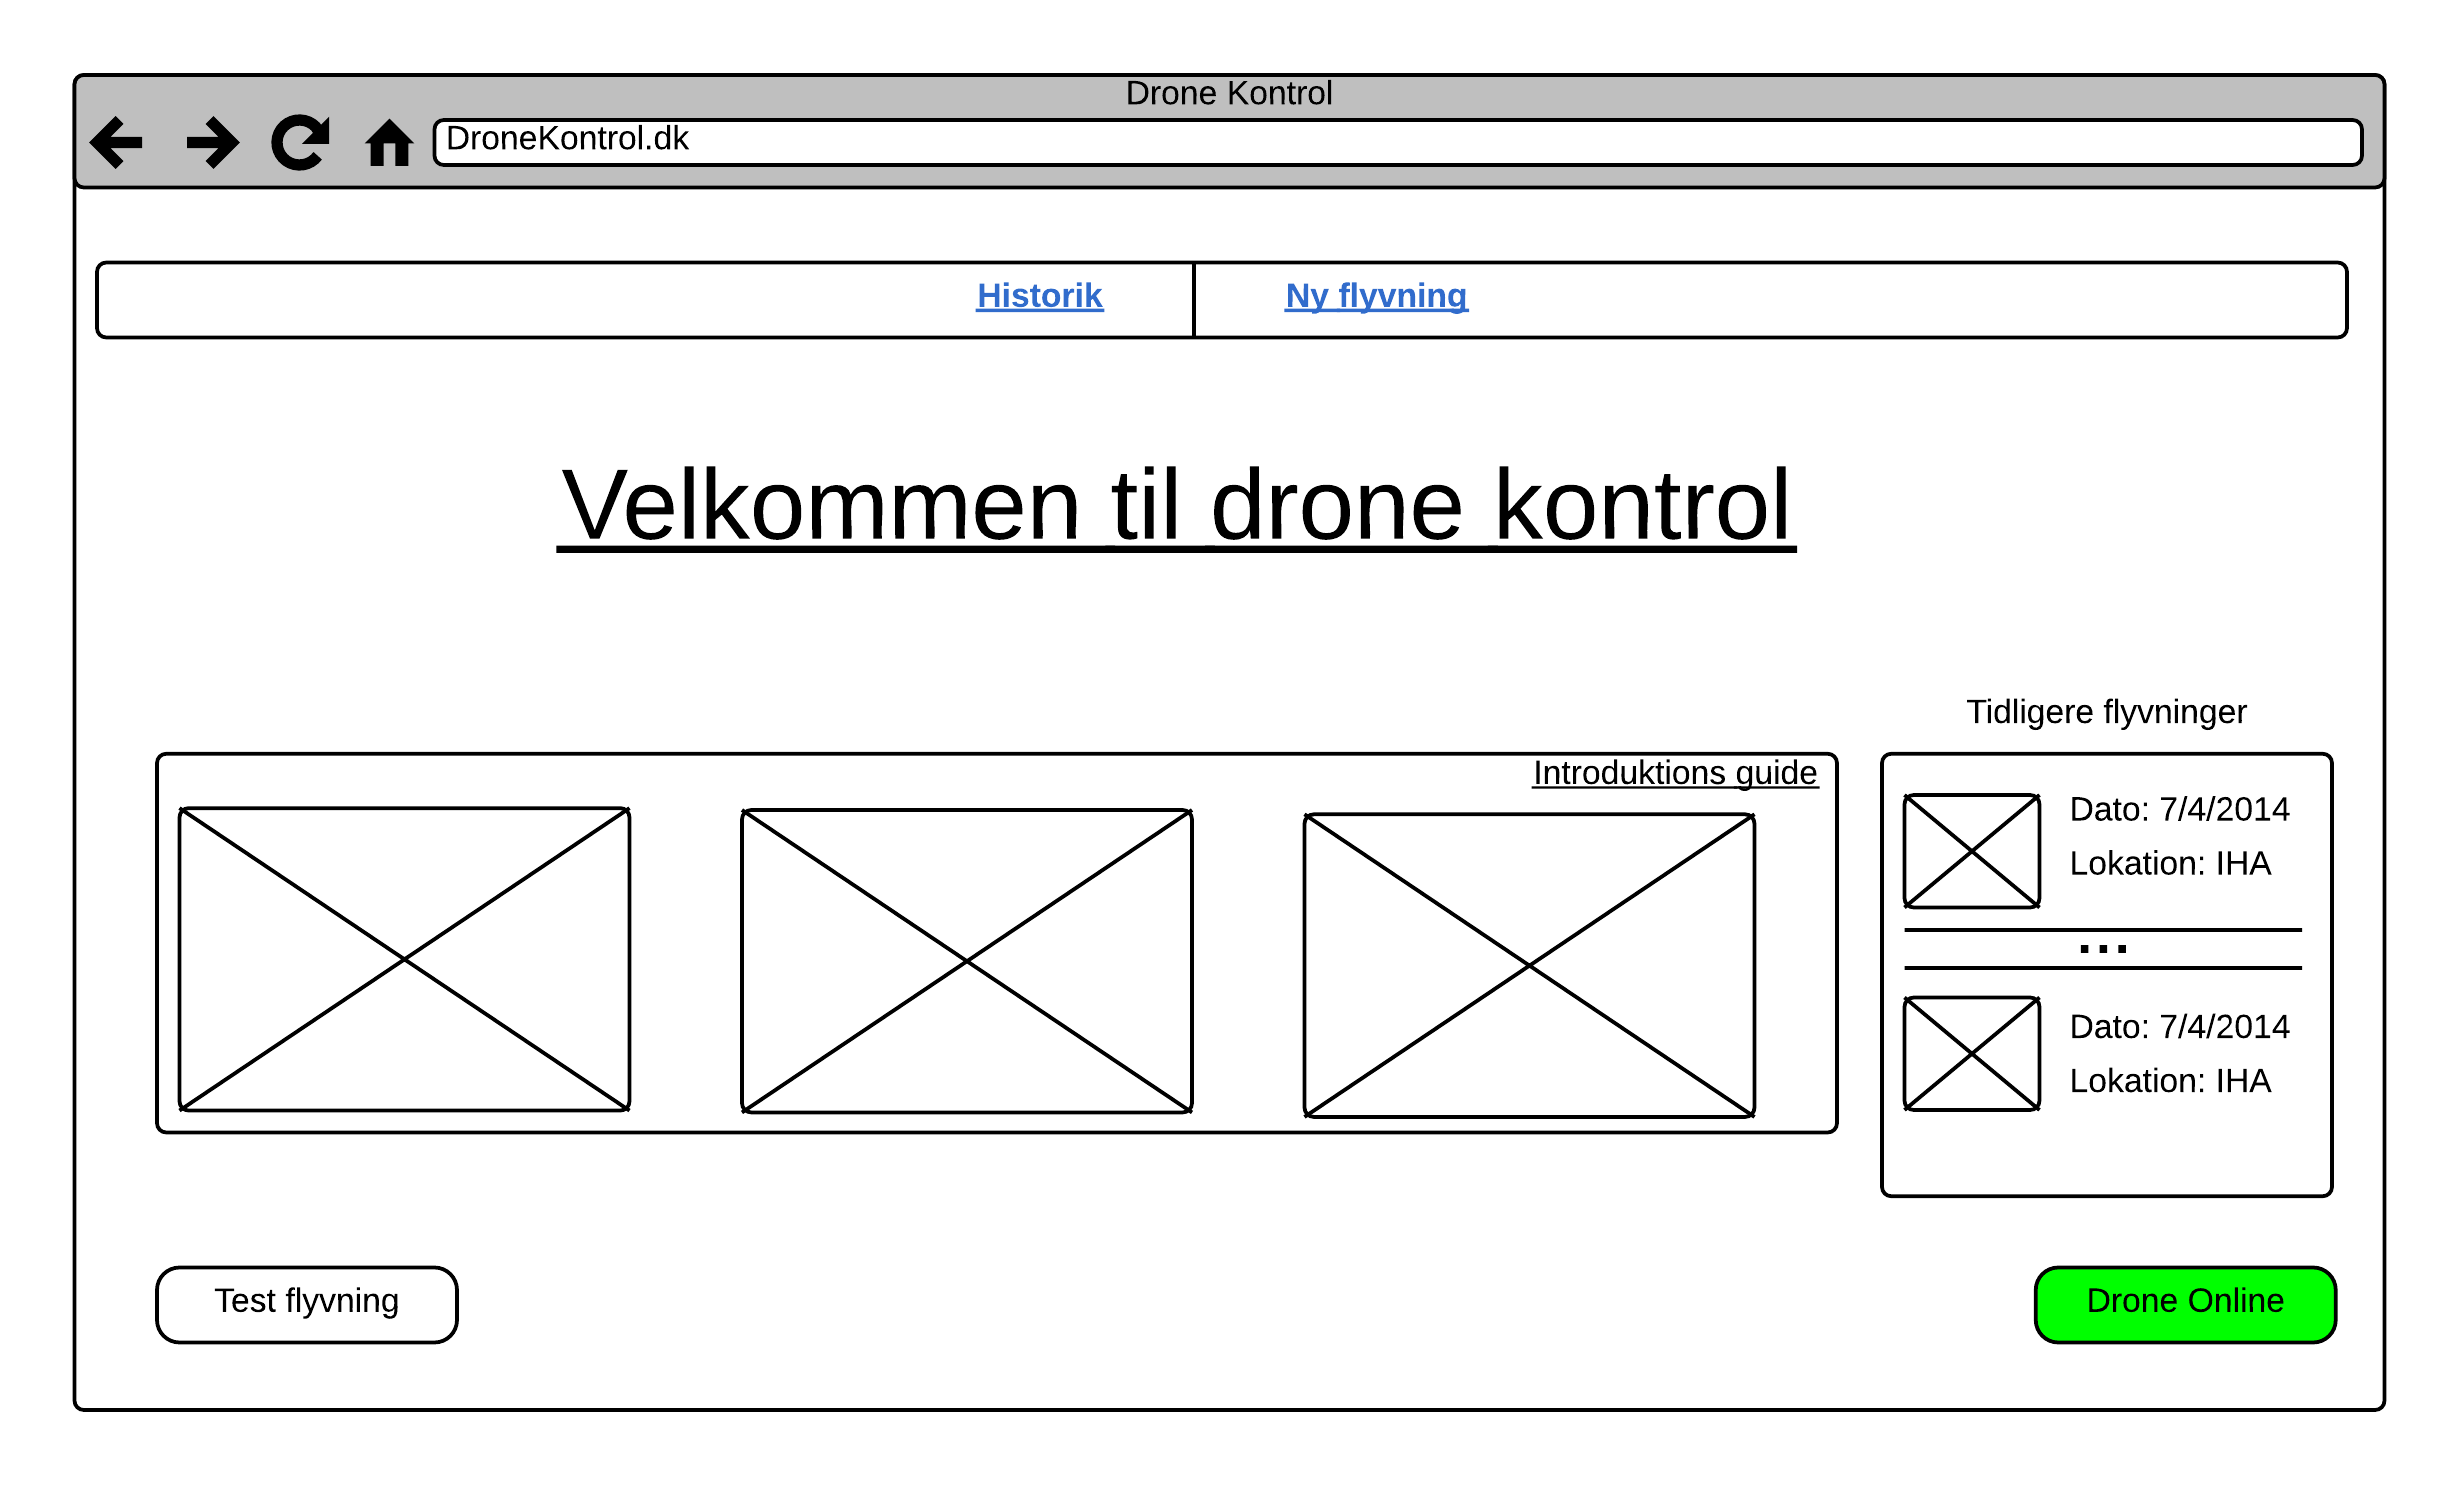 Drone Kontrol
DroneKontrol.dk
Historik
Ny flyvning
Velkommen til drone kontrol
Tidligere flyvninger
Introduktions guide
Dato: 7/4/2014
Lokation: IHA
...
Dato: 7/4/2014
Lokation: IHA
Test flyvning
Drone Online